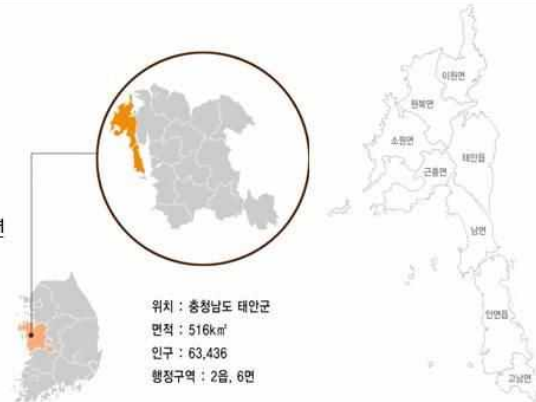 이원면
원북면
소원면
근흥면
태안읍
남면
안면읍
고남면
위치 : 충청남도 태안군
면적 : 516k㎡
인구 : 63,436
행정구역 : 2읍, 6면